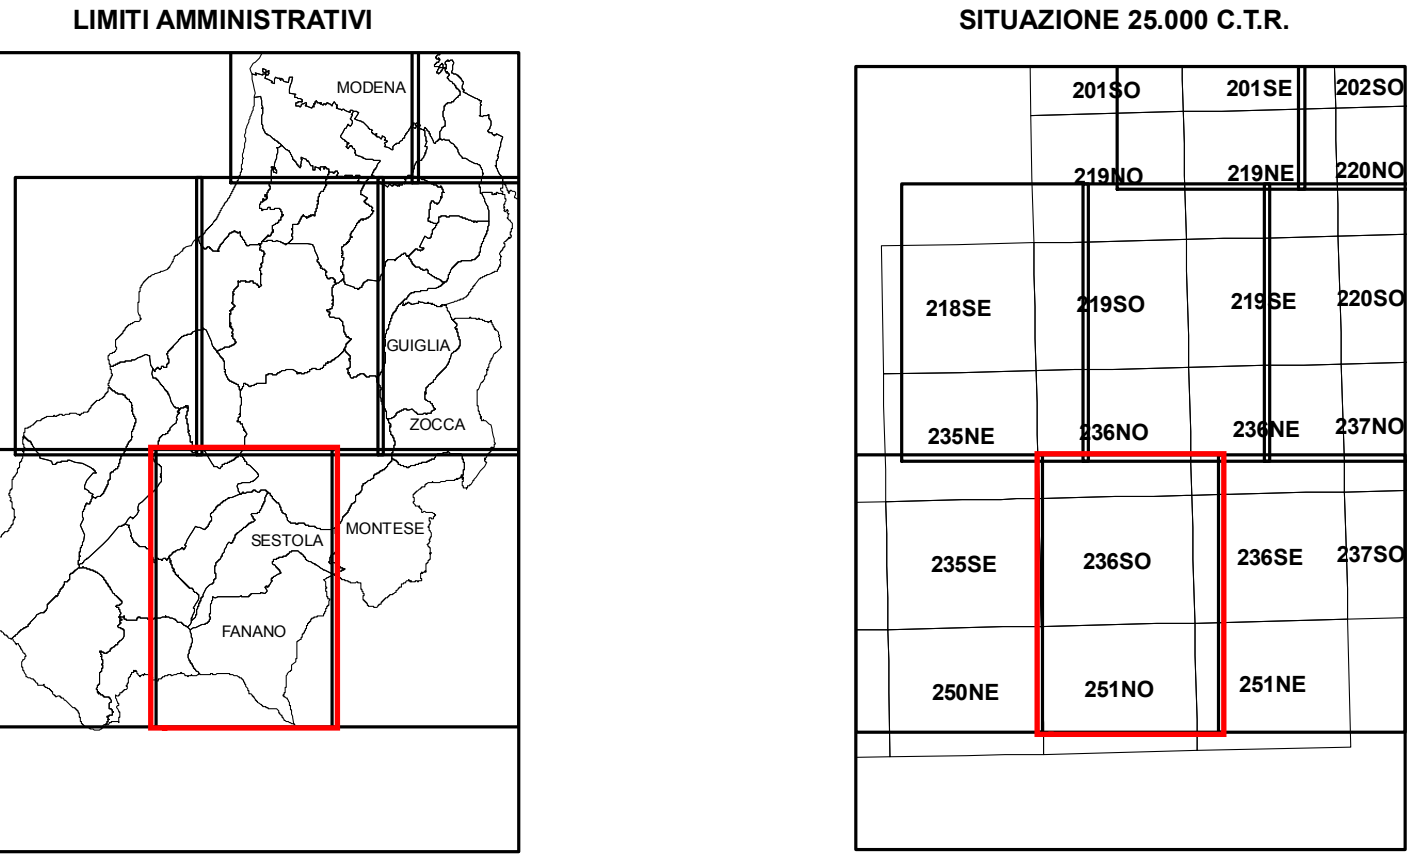 LIMITI AMMINISTRATIVI
MODENA
GUIGLIA
ZOCCA
MONTESE
SESTOLA
FANANO
SITUAZIONE 25.000 C.T.R.
201SO 201SE 202SO
219NO 219NE 220NO
218SE 219SO 219SE 220SO
235NE 236NO 236NE 237NO
235SE 236SO 236SE 237SO
250NE 251NO 251NE